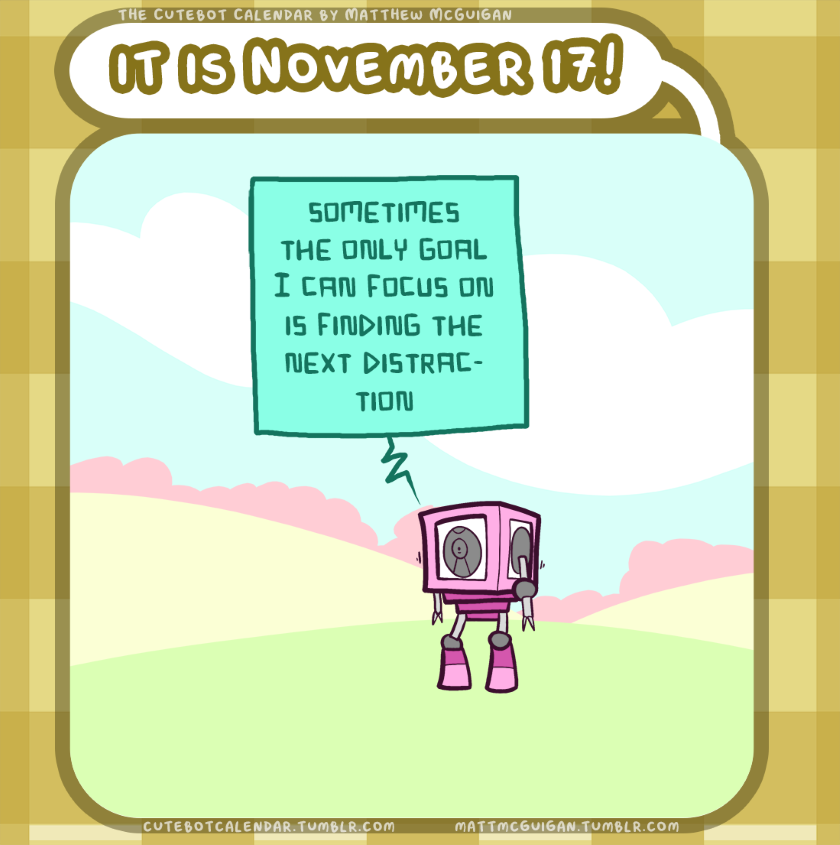 THE CUTEBOT CALENDAR BY MATTHEW MCGUIGAN
IT IS NOVEMBER 17!
SOMETIMES
THE ONLY GOAL
I CAN FOCUS ON
IS FINDING THE
NEXT DISTRAC-
TION
CUTEBOTCALENDAR.TUMBLR.COM
MATTMCGUIGAN.TUMBLR.COM